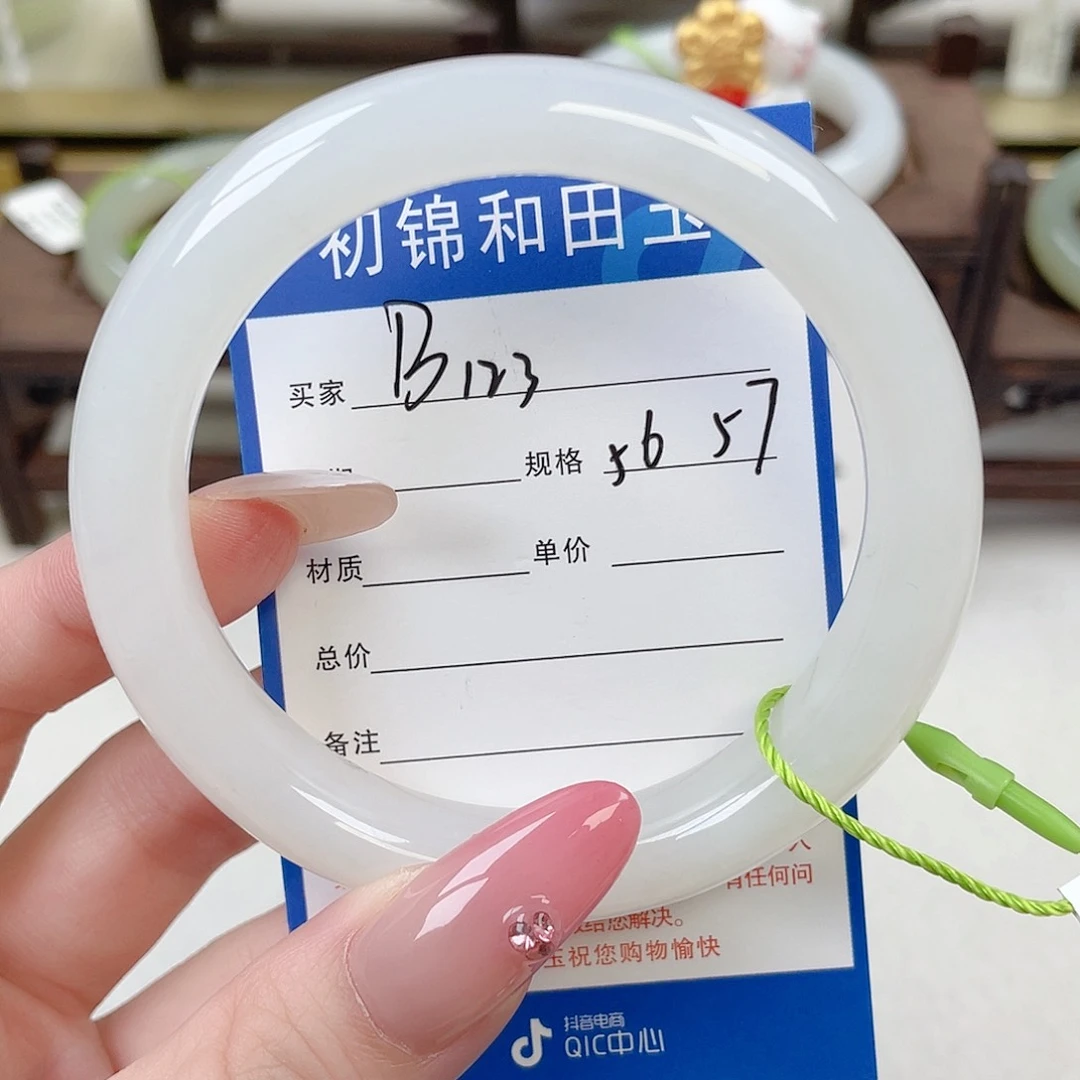 初锦和田玉
买家 B123
规格 56 57
材质 单价
总价
备注
有任何问
给您解决。
玉祝您购物愉快
抖音电商
QIC中心